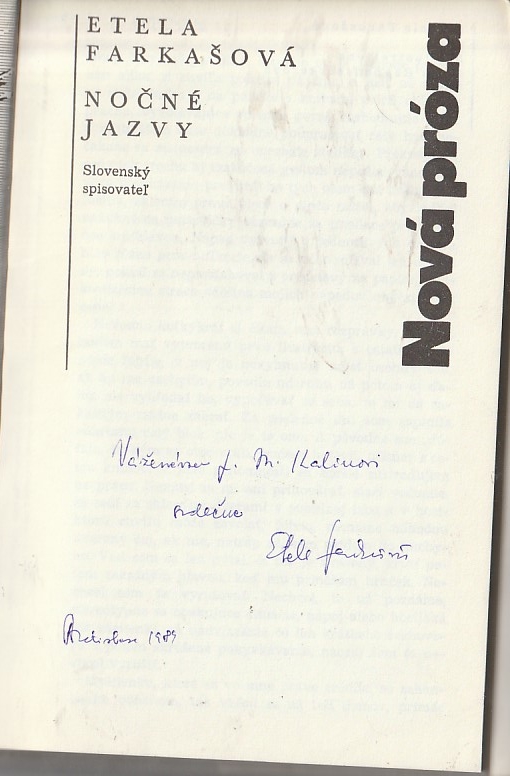 ETELA
FARKAŠOVÁ
NOČNÉ
JAZVY
Slovenský
spisovateľ
Nová próza
Váženému J. M. Kalinovi
srdečne
Etela Farkašová
Bratislava 1989